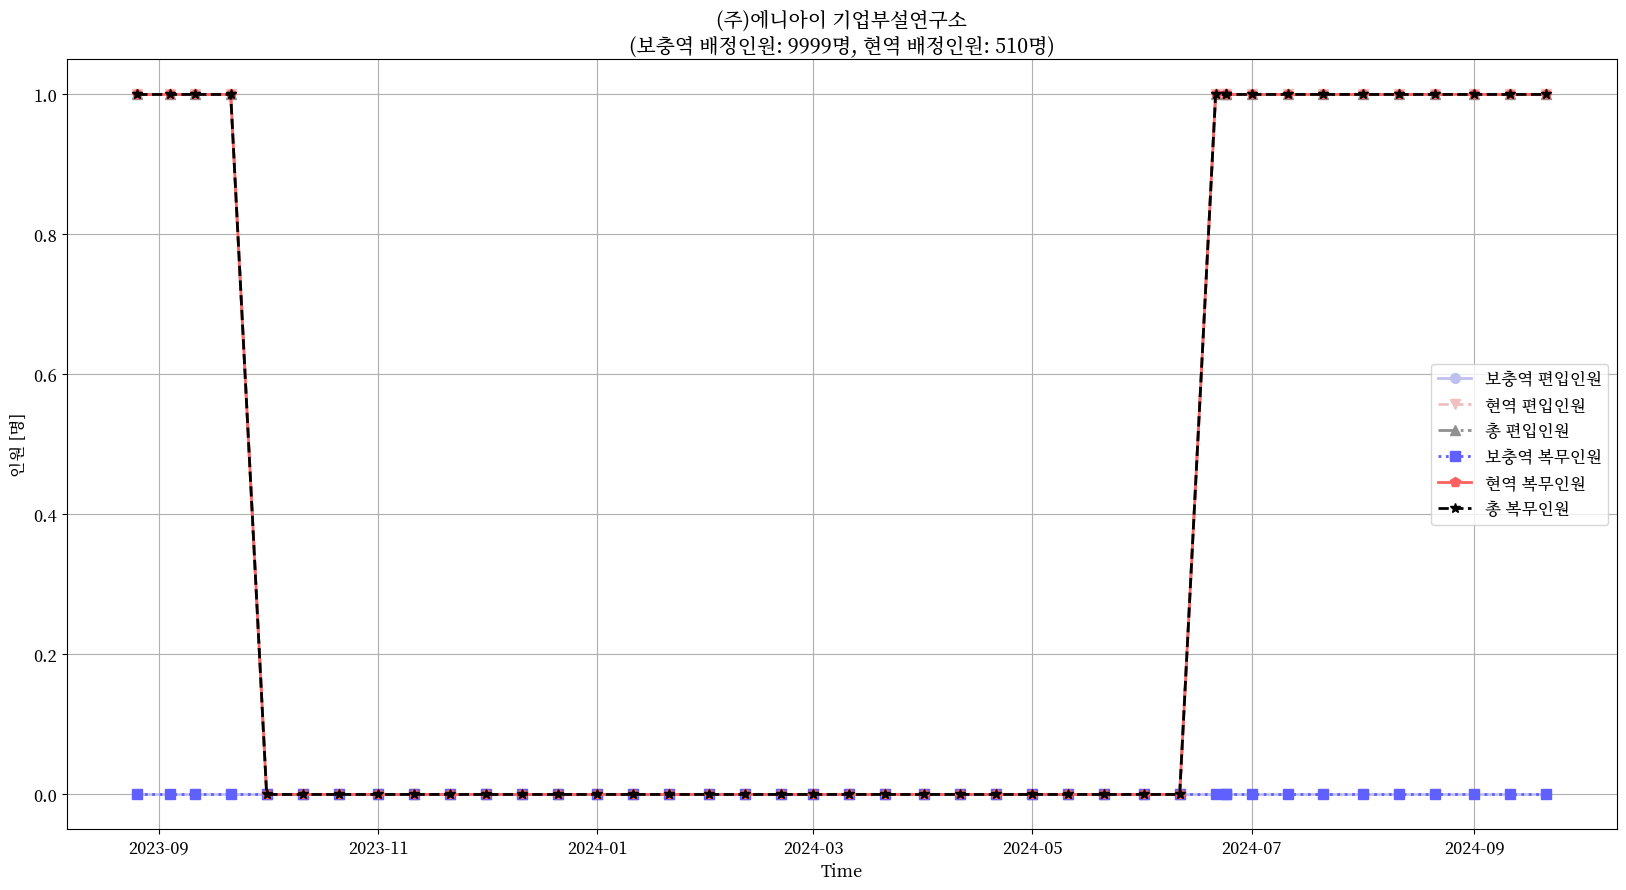 (주)에니아이 기업부설연구소
(보충역 배정인원: 9999명, 현역 배정인원: 510명)
인원 [명]
1.0
0.8
0.6
0.4
0.2
0.0
보충역 편입인원
현역 편입인원
총 편입인원
보충역 복무인원
현역 복무인원
총 복무인원
2023-09 2023-11 2024-01 2024-03 2024-05 2024-07 2024-09
Time